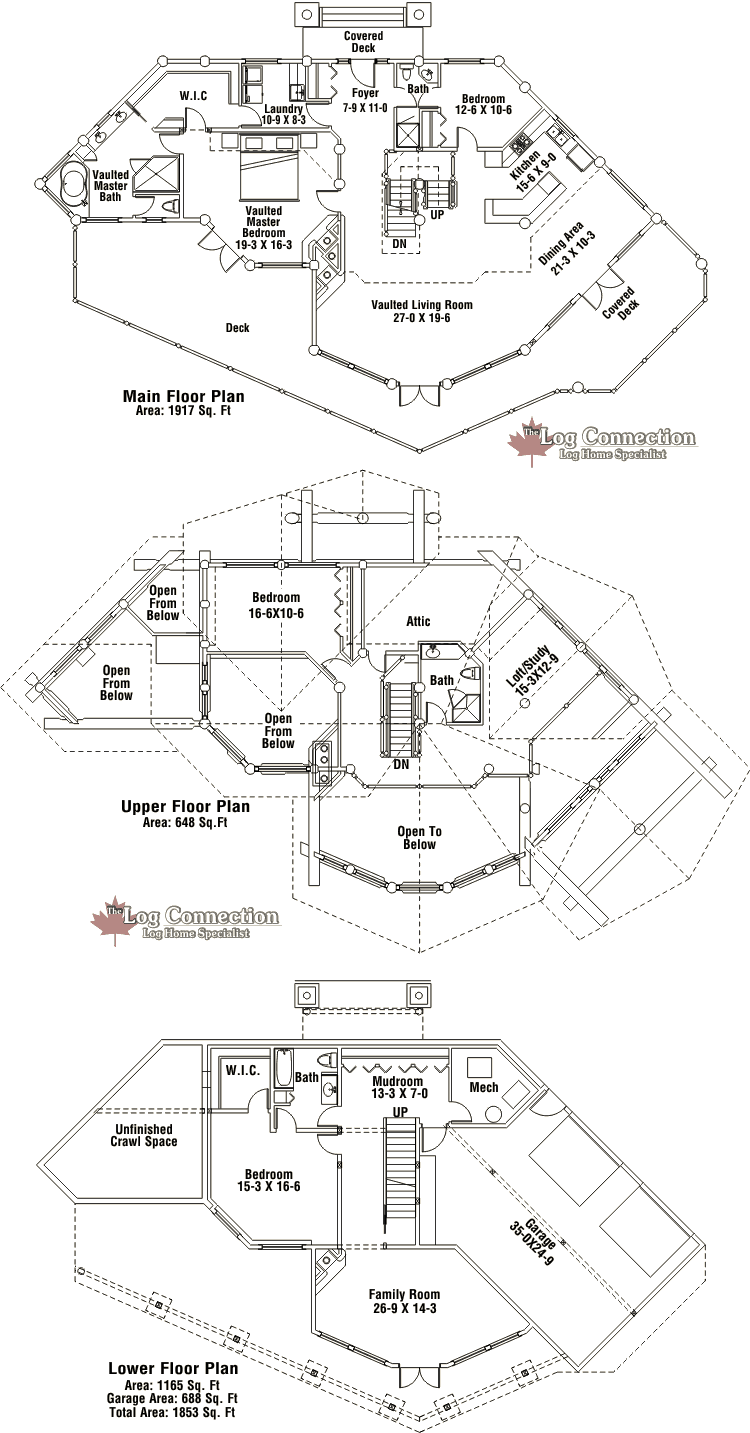 Covered
Deck
W.I.C
Laundry
10-9 X 8-3
Foyer
7-9 X 11-0
Bath
Bedroom
12-6 X 10-6
Kitchen
15-6 X 9-0
Vaulted
Master
Bath
Vaulted
Master
Bedroom
19-3 X 16-3
DN
UP
Dining Area
21-3 X 10-3
Vaulted Living Room
27-0 X 19-6
Covered
Deck
Deck
Main Floor Plan
Area: 1917 Sq. Ft
The Log Connection
Log Home Specialist
Open
From
Below
Bedroom
16-6X10-6
Attic
Open
From
Below
Bath
Loft/Study
15-3X12-9
Open
From
Below
DN
Upper Floor Plan
Area: 648 Sq.Ft
Open To
Below
The Log Connection
Log Home Specialist
W.I.C.
Bath
Mudroom
13-3 X 7-0
Mech
UP
Unfinished
Crawl Space
Bedroom
15-3 X 16-6
Garage
35-0X24-9
Family Room
26-9 X 14-3
Lower Floor Plan
Area: 1165 Sq. Ft
Garage Area: 688 Sq. Ft
Total Area: 1853 Sq. Ft